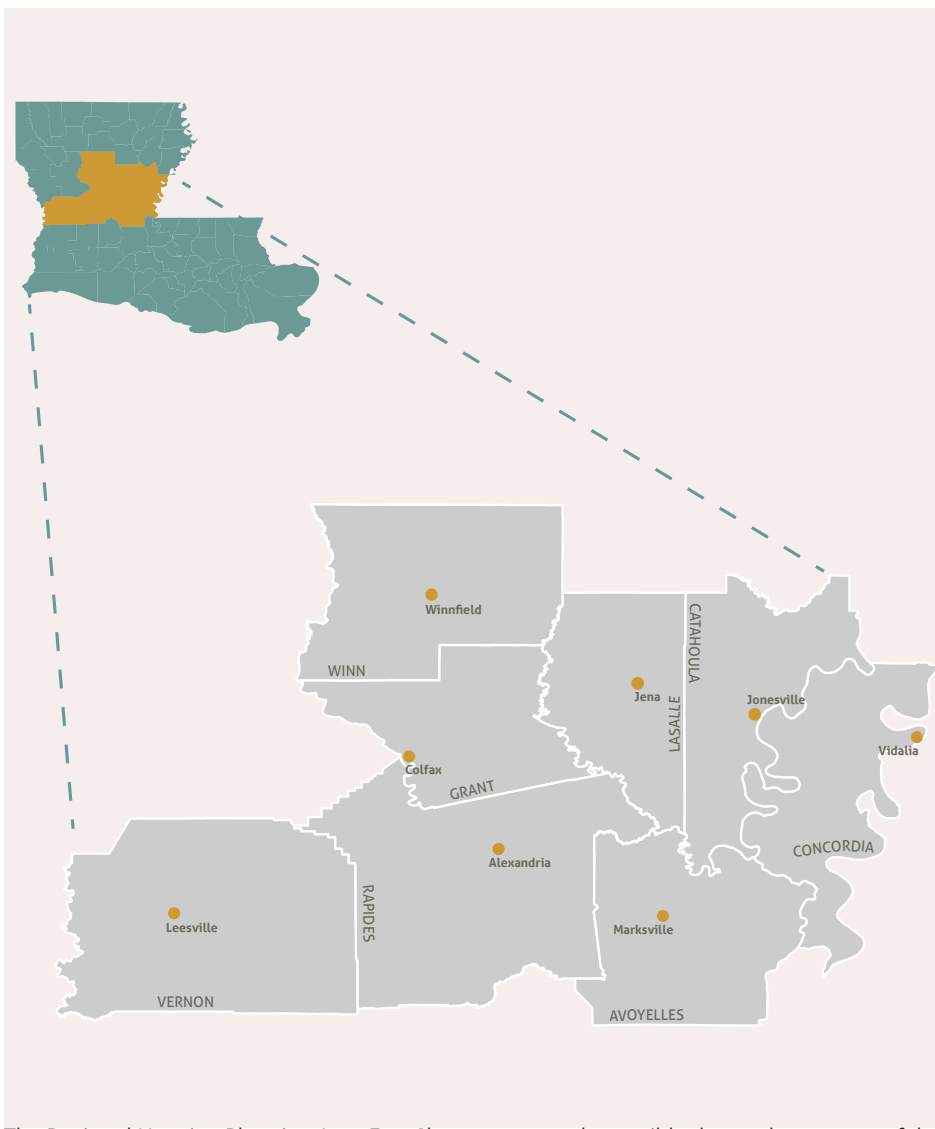 Winnfield
WINN
CATAHOULA
Jena
LASALLE
Jonesville
Vidalia
Colfax
GRANT
CONCORDIA
Alexandria
RAPIDES
Leesville
Marksville
VERNON
AVOYELLES